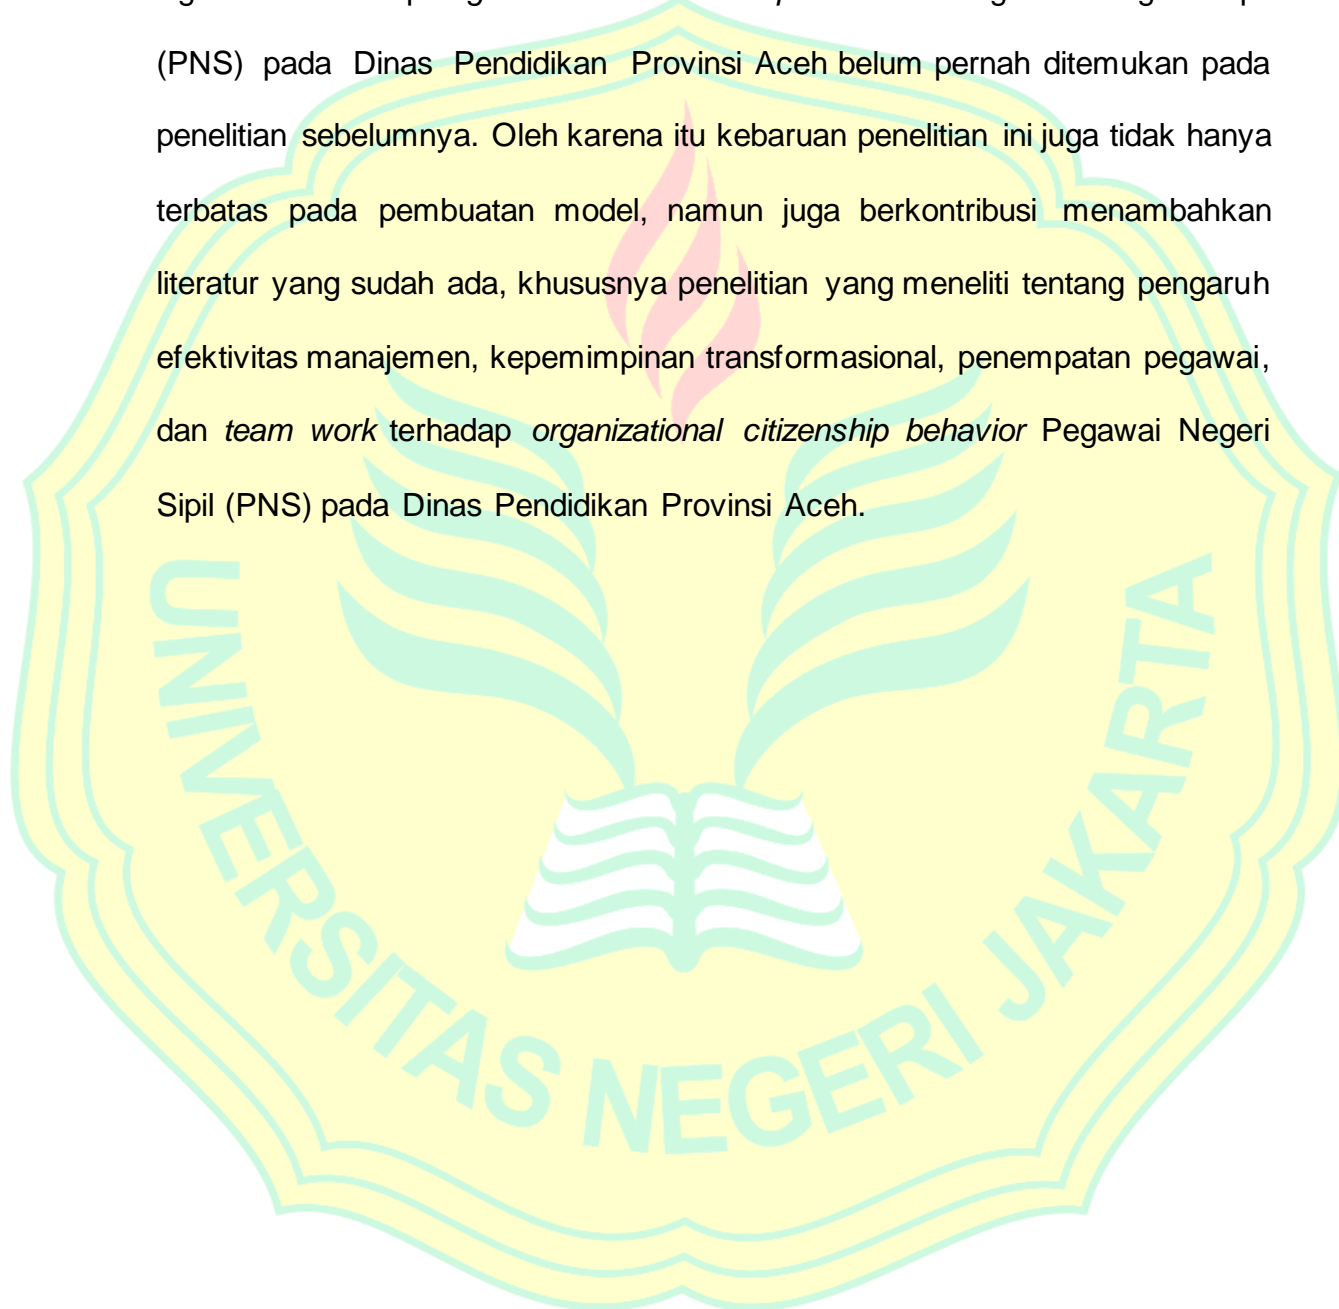 (PNS) pada Dinas Pendidikan Provinsi Aceh belum pernah ditemukan pada
penelitian sebelumnya. Oleh karena itu kebaruan penelitian ini juga tidak hanya
terbatas pada pembuatan model, namun juga berkontribusi menambahkan
literatur yang sudah ada, khususnya penelitian yang meneliti tentang pengaruh
efektivitas manajemen, kepemimpinan transformasional, penempatan pegawai,
dan team work terhadap organizational citizenship behavior Pegawai Negeri
Sipil (PNS) pada Dinas Pendidikan Provinsi Aceh.
UNIVERSITAS NEGERI JAKARTA